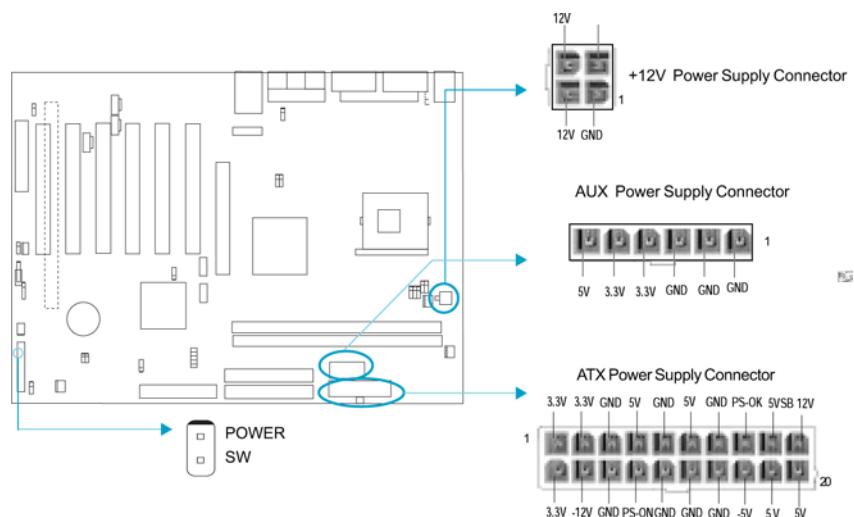 12V
+12V Power Supply Connector
1
12V GND
AUX Power Supply Connector
1
5V 3.3V 3.3V GND GND GND
ATX Power Supply Connector
3.3V 3.3V GND 5V GND 5V GND PS-OK 5VSB 12V
1
20
3.3V -12V GND PS-ON GND GND GND -5V 5V 5V
POWER
SW